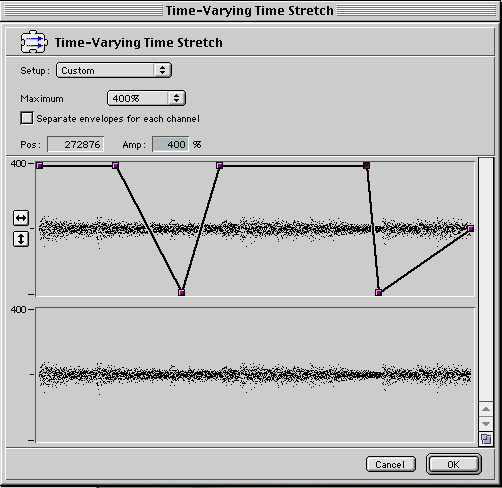 Time-Varying Time Stretch
Time-Varying Time Stretch
Setup: Custom
Maximum 400%
Separate envelopes for each channel
Pos: 272876 Amp: 400 %
400
400
Cancel OK